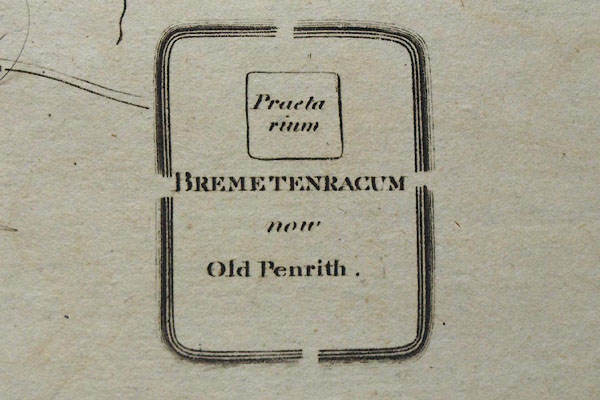 Praeta
rium
BREMETENRACUM
now
Old Penrith .